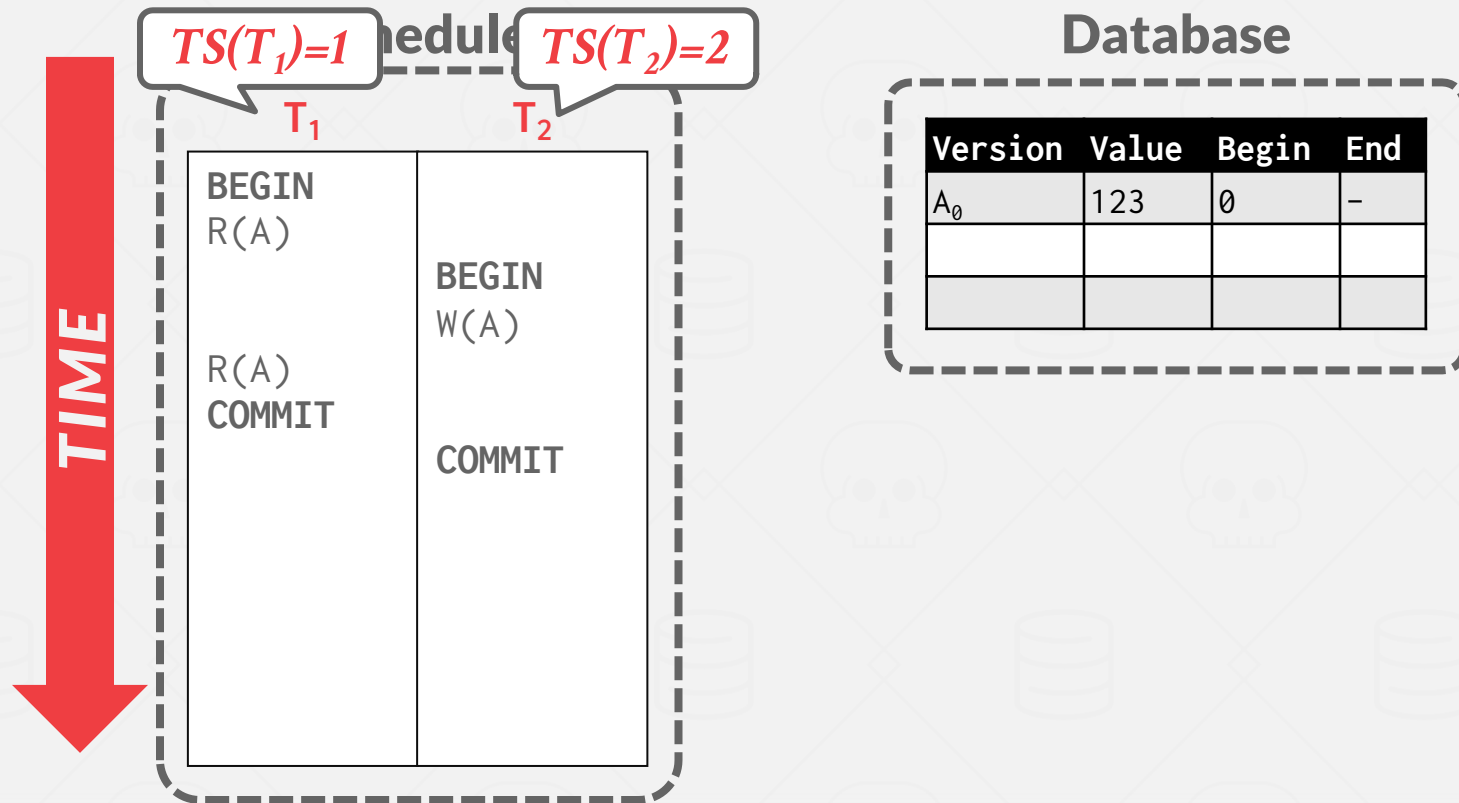 TS(T₁)=1
hedule
TS(T₂)=2
Database
T₁
T₂
TIME
BEGIN
R(A)
BEGIN
W(A)
R(A)
COMMIT
COMMIT
Version Value Begin End
A₀ 123 0 –